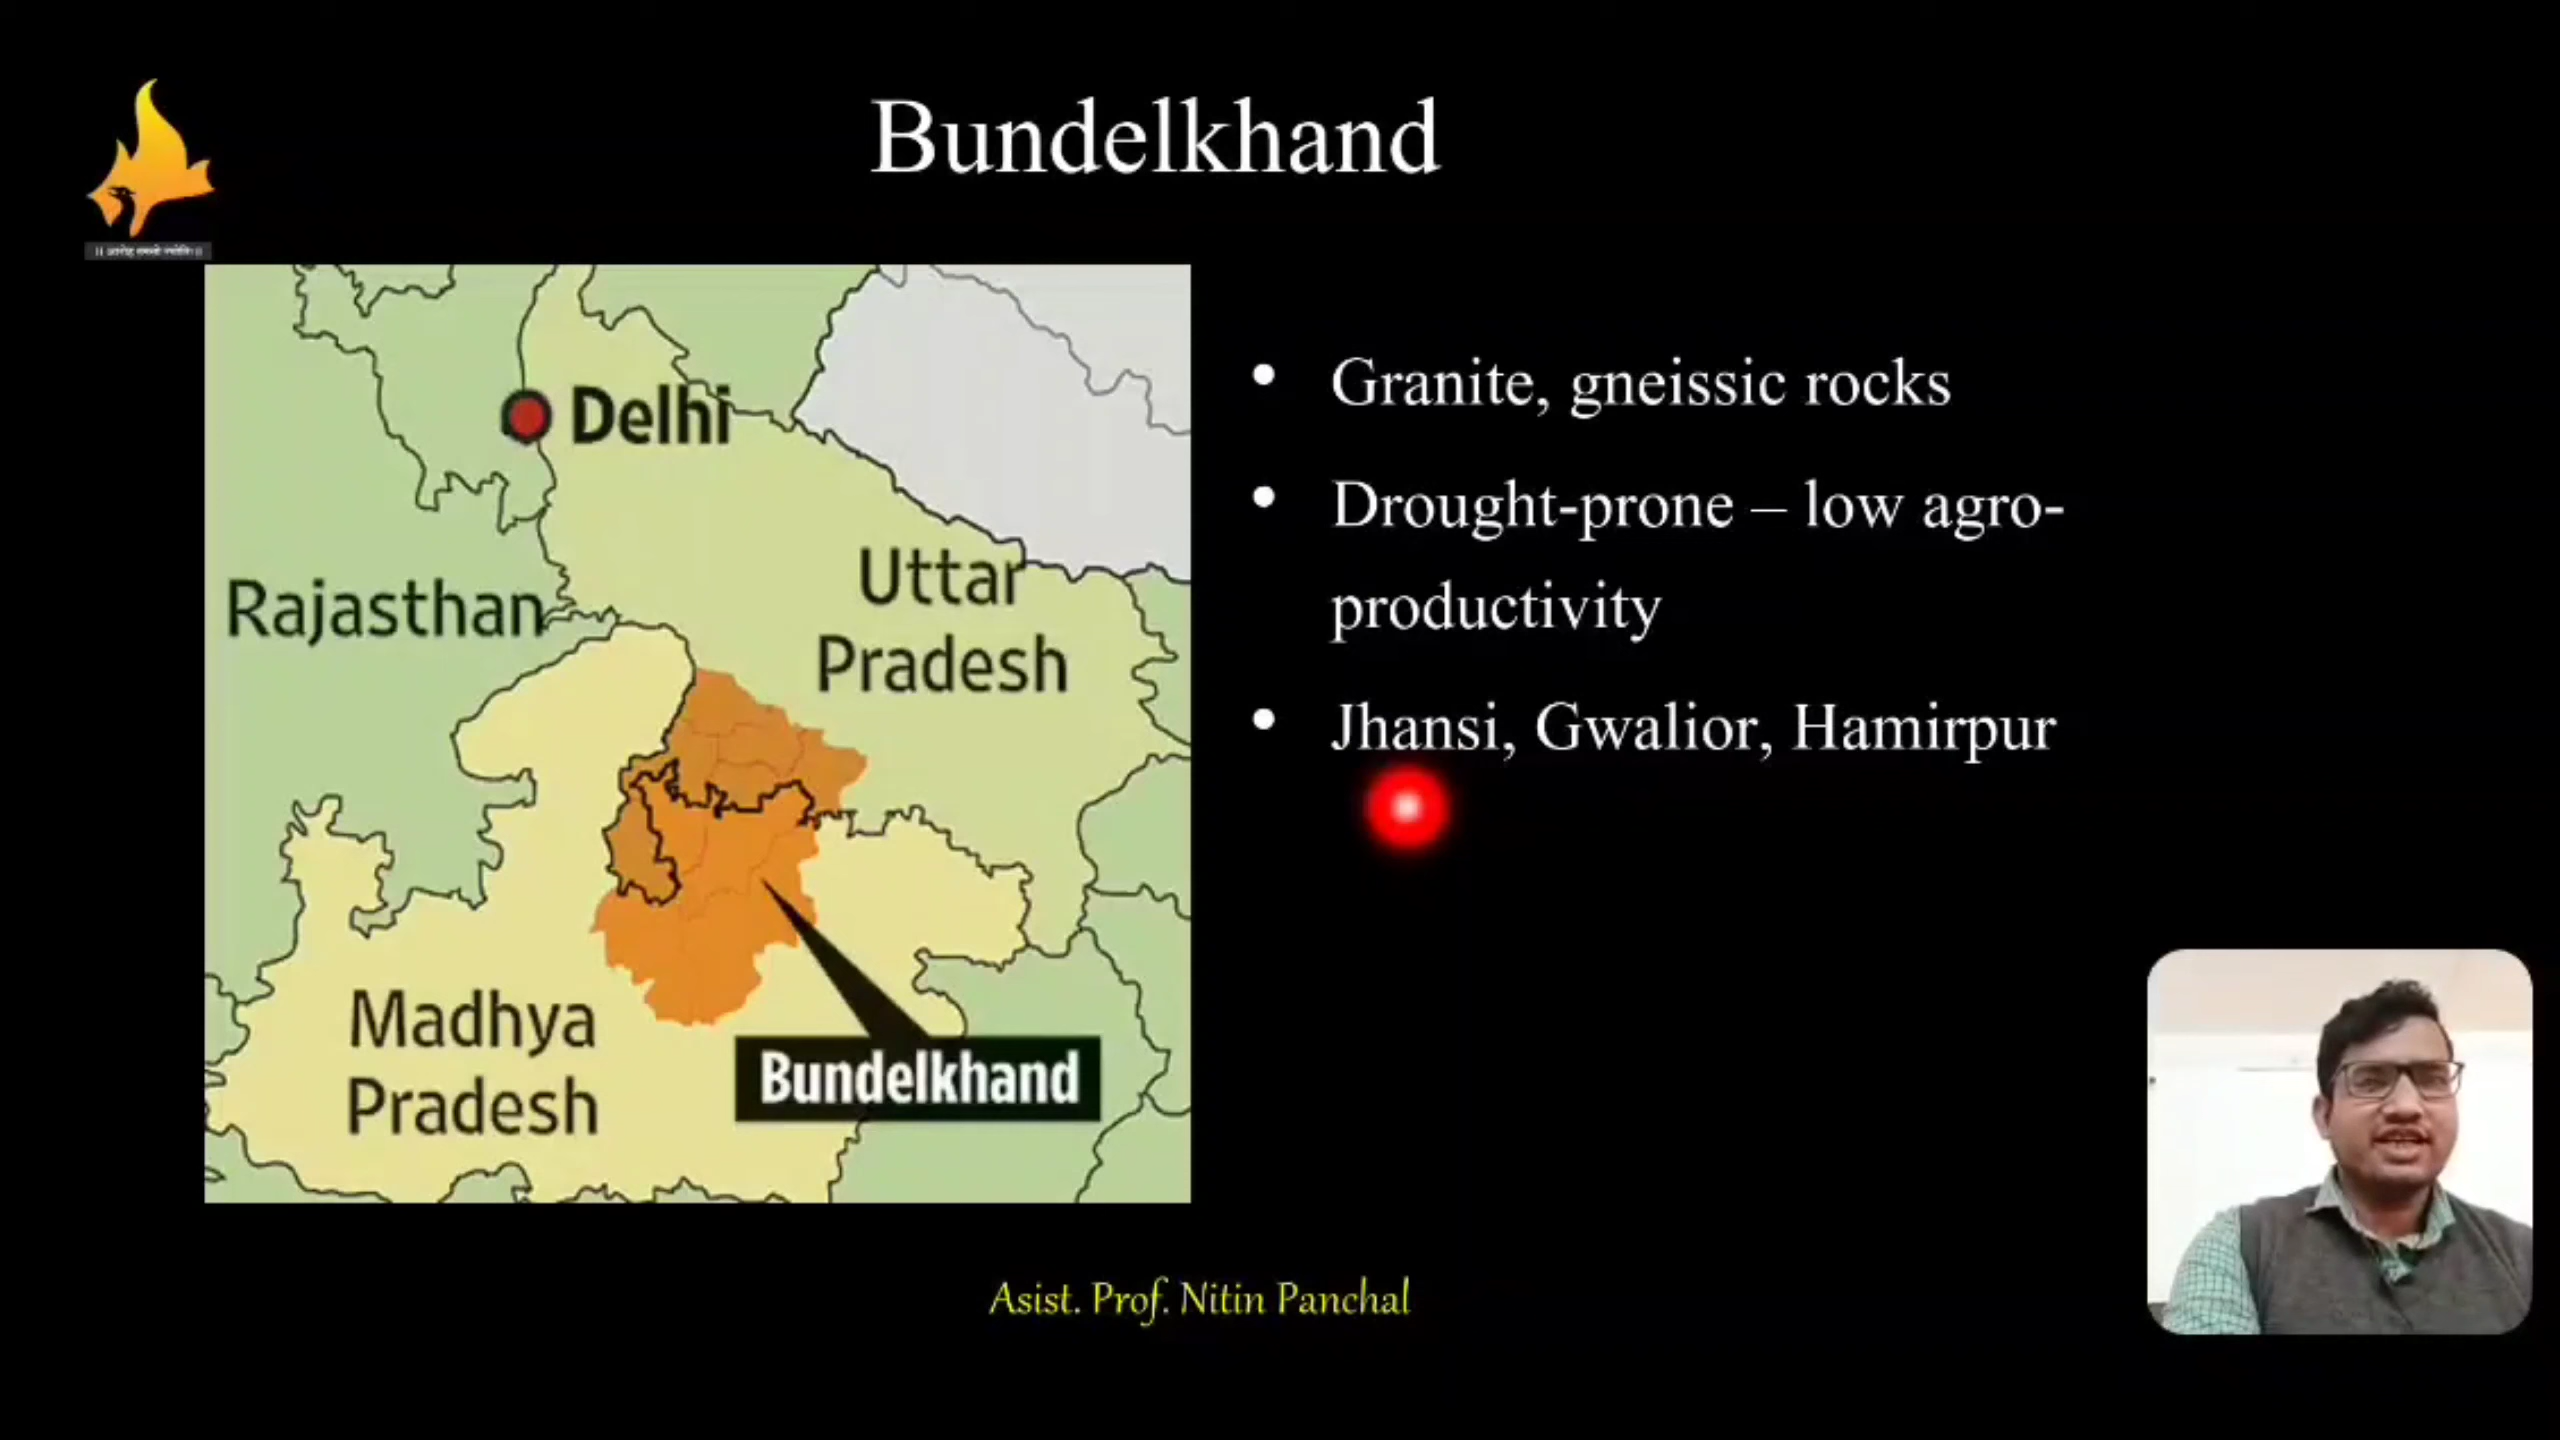 Bundelkhand
Delhi
Rajasthan
Uttar
Pradesh
Madhya
Pradesh
Bundelkhand
• Granite, gneissic rocks
• Drought-prone – low agro-
productivity
• Jhansi, Gwalior, Hamirpur
Asist. Prof. Nitin Panchal